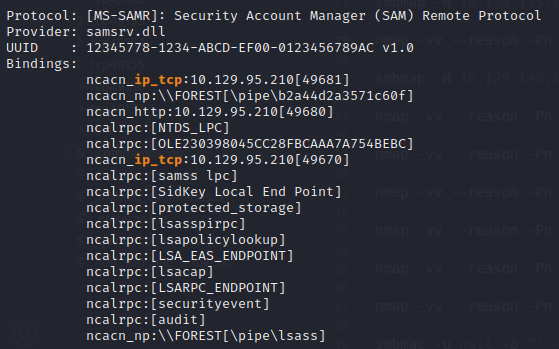 Protocol: [MS-SAMR]: Security Account Manager (SAM) Remote Protocol
Provider: samsrv.dll
UUID    : 12345778-1234-ABCD-EF00-0123456789AC v1.0
Bindings:
ncacn_ip_tcp:10.129.95.210[49681]
ncacn_np:\\FOREST[\pipe\b2a44d2a3571c60f]
ncacn_http:10.129.95.210[49680]
ncalrpc:[NTDS_LPC]
ncalrpc:[OLE230398045CC28FBCAAA7A754BEBC]
ncacn_ip_tcp:10.129.95.210[49670]
ncalrpc:[samss lpc]
ncalrpc:[SidKey Local End Point]
ncalrpc:[protected_storage]
ncalrpc:[lsasspirpc]
ncalrpc:[lsapolicylookup]
ncalrpc:[LSA_EAS_ENDPOINT]
ncalrpc:[lsacap]
ncalrpc:[LSARPC_ENDPOINT]
ncalrpc:[securityevent]
ncalrpc:[audit]
ncacn_np:\\FOREST[\pipe\lsass]